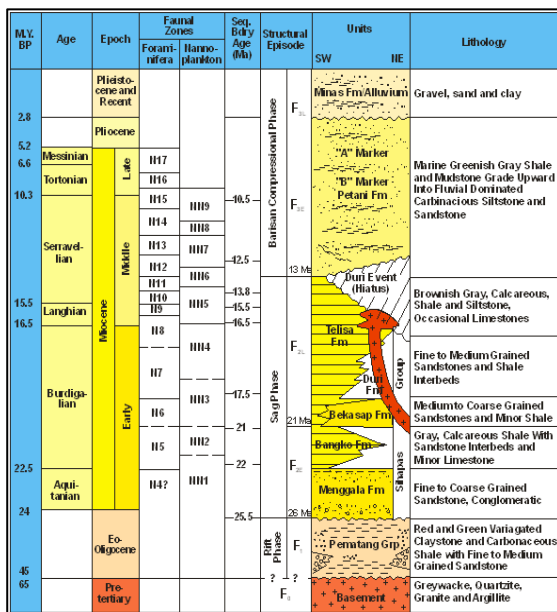 M.Y.
BP
Age
Epoch
Faunal
Zones
Forami-
nifera
Nanno-
plankton
Seq.
Bdry
Age
(Ma)
Structural
Episode
Units
SW NE
Lithology
2.8
5.2
6.6
10.3
15.5
16.5
22.5
24
45
65
Messinian
Tortonian
Serravel-
lian
Langhian
Burdiga-
lian
Aqui-
tanian
Plieisto-
cene and
Recent
Pliocene
Miocene
Late
Middle
Early
Eo-
Oligocene
Pre-
tertiary
N17
N16
N15
N14
N13
N12
N11
N10
N9
N8
N7
N6
N5
N4?
NN9
NN8
NN7
NN6
NN5
NN4
NN3
NN2
NN1
10.5
12.5
13.8
15.5
16.5
17.5
21
22
25.5
Barisan Compressional Phase
Sag Phase
Rift
Phase
? ?
Minas Fm/Alluvium
"A" Marker
"B" Marker
Petani Fm
13 Ma
Duri Event
(Hiatus)
Telisa
Fm
Duri
Fm
Group
Bekasap Fm
21 Ma
Bangko Fm
Sihapas
Menggala Fm
26 Ma
Pematang Grp
Basement
Gravel, sand and clay
Marine Greenish Gray Shale
and Mudstone Grade Upward
Into Fluvial Dominated
Carbinacious Siltstone and
Sandstone
Brownish Gray, Calcareous,
Shale and Siltstone,
Occasional Limestones
Fine to Medium Grained
Sandstones and Shale
Interbeds
Medium to Coarse Grained
Sandstones and Minor Shale
Gray, Calcareous Shale With
Sandstone Interbeds and
Minor Limestone
Fine to Coarse Grained
Sandstone, Conglomeratic
Red and Green Variagated
Claystone and Carbonaceous
Shale with Fine to Medium
Grained Sandstone
Greywacke, Quartzite,
Granite and Argillite